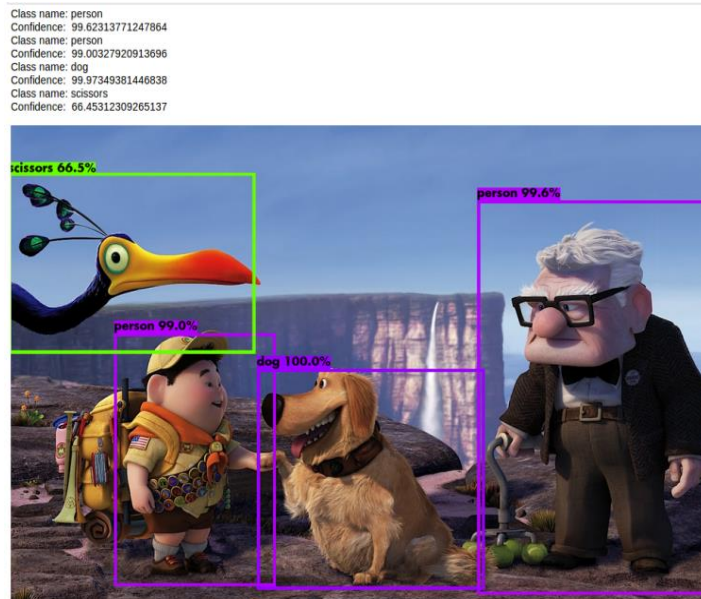 Class name: person
Confidence:  99.62313771247864
Class name: person
Confidence:  99.00327920913696
Class name: dog
Confidence:  99.97349381446838
Class name: scissors
Confidence:  66.45312309265137
scissors 66.5%
person 99.6%
person 99.0%
dog 100.0%